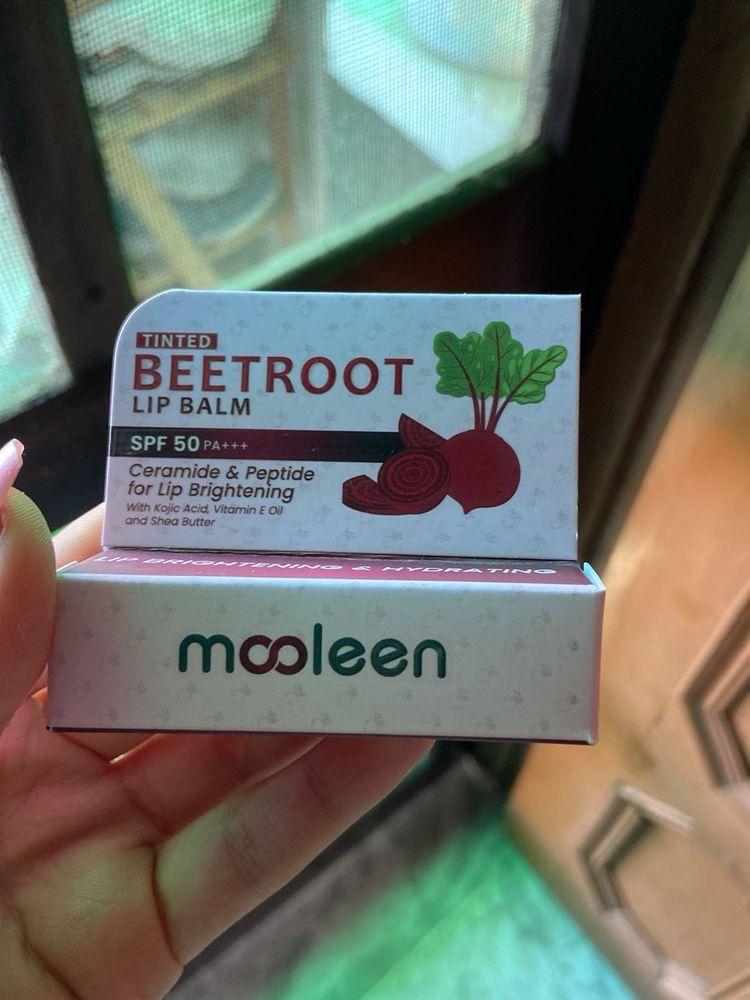 TINTED
BEETROOT
LIP BALM
SPF 50 PA+++
Ceramide & Peptide
for Lip Brightening
With Kojic Acid, Vitamin E Oil
and Shea Butter
LIP BRIGHTENING & HYDRATING
mooleen